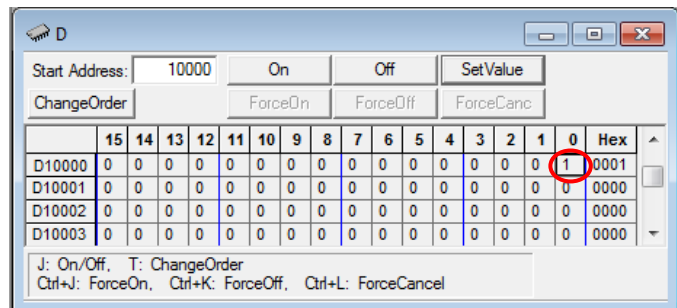 D
Start Address: 10000 On Off SetValue
ChangeOrder ForceOn ForceOff ForceCanc
15 14 13 12 11 10 9 8 7 6 5 4 3 2 1 0 Hex
D10000 0 0 0 0 0 0 0 0 0 0 0 0 0 0 0 1 0001
D10001 0 0 0 0 0 0 0 0 0 0 0 0 0 0 0 0 0000
D10002 0 0 0 0 0 0 0 0 0 0 0 0 0 0 0 0 0000
D10003 0 0 0 0 0 0 0 0 0 0 0 0 0 0 0 0 0000
J: On/Off, T: ChangeOrder
Ctrl+J: ForceOn, Ctrl+K: ForceOff, Ctrl+L: ForceCancel